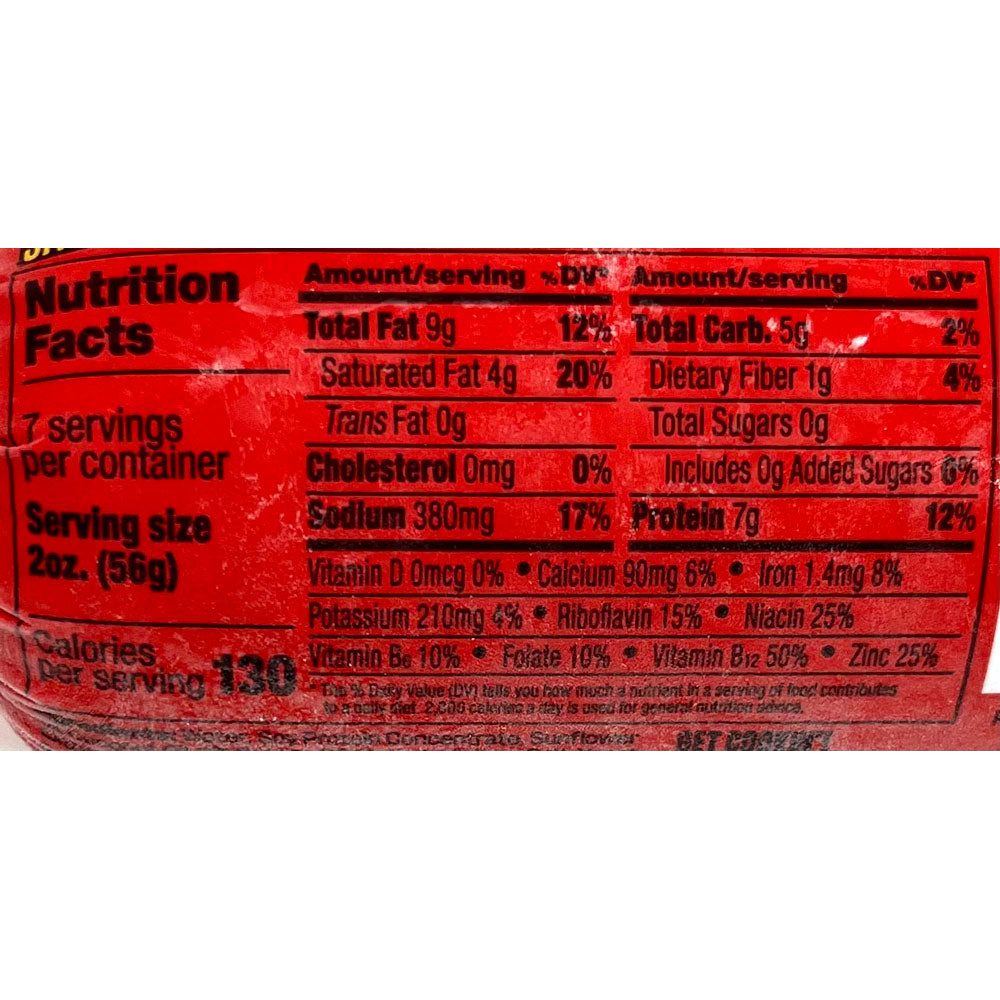 Nutrition
Facts
7 servings
per container
Serving size
2oz. (56g)
Calories
per serving 130
Amount/serving %DV*
Total Fat 9g 12%
Saturated Fat 4g 20%
Trans Fat 0g
Cholesterol 0mg 0%
Sodium 380mg 17%
Amount/serving %DV*
Total Carb. 5g 2%
Dietary Fiber 1g 4%
Total Sugars 0g
Includes 0g Added Sugars 0%
Protein 7g 12%
Vitamin D 0mcg 0% • Calcium 90mg 6% • Iron 1.4mg 8%
Potassium 210mg 4% • Riboflavin 15% • Niacin 25%
Vitamin B6 10% • Folate 10% • Vitamin B12 50% • Zinc 25%
* The % Daily Value (DV) tells you how much a nutrient in a serving of food contributes
to a daily diet. 2,000 calories a day is used for general nutrition advice.
Water, Soy Protein Concentrate, Sunflower
GET COOKIN'